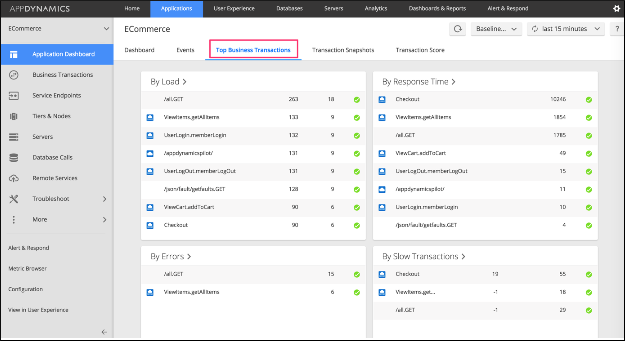 APPDYNAMICS Home Applications User Experience Databases Servers Analytics Dashboards & Reports Alert & Respond
ECommerce
ECommerce Baseline... last 15 minutes ?
Dashboard Events Top Business Transactions Transaction Snapshots Transaction Score
Application Dashboard
Business Transactions
Service Endpoints
Tiers & Nodes
Servers
Database Calls
Remote Services
Troubleshoot
More
Alert & Respond
Metric Browser
Configuration
View in User Experience
By Load
/all.GET 263 18
ViewItems.getAllItems 133 9
UserLogin.memberLogin 132 9
/appdynamicspilot/ 131 9
UserLogOut.memberLogOut 131 9
/json/fault/getfaults.GET 128 9
ViewCart.addToCart 90 6
Checkout 90 6
By Response Time
Checkout 10246
ViewItems.getAllItems 1854
/all.GET 1785
ViewCart.addToCart 49
UserLogOut.memberLogOut 15
/appdynamicspilot/ 11
UserLogin.memberLogin 10
/json/fault/getfaults.GET 4
By Errors
/all.GET 15
ViewItems.getAllItems 6
By Slow Transactions
Checkout 19 55
ViewItems.get... -1 18
/all.GET -1 29